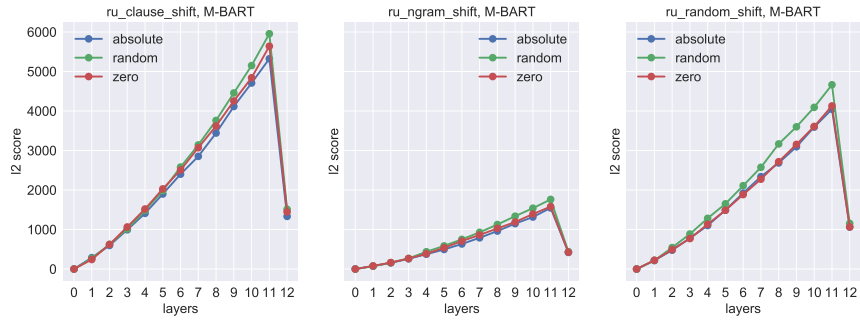 ru_clause_shift, M-BART
6000
5000
4000
3000
2000
1000
0
l2 score
absolute
random
zero
0 1 2 3 4 5 6 7 8 9 10 11 12
layers
ru_ngram_shift, M-BART
l2 score
absolute
random
zero
0 1 2 3 4 5 6 7 8 9 10 11 12
layers
ru_random_shift, M-BART
l2 score
absolute
random
zero
0 1 2 3 4 5 6 7 8 9 10 11 12
layers